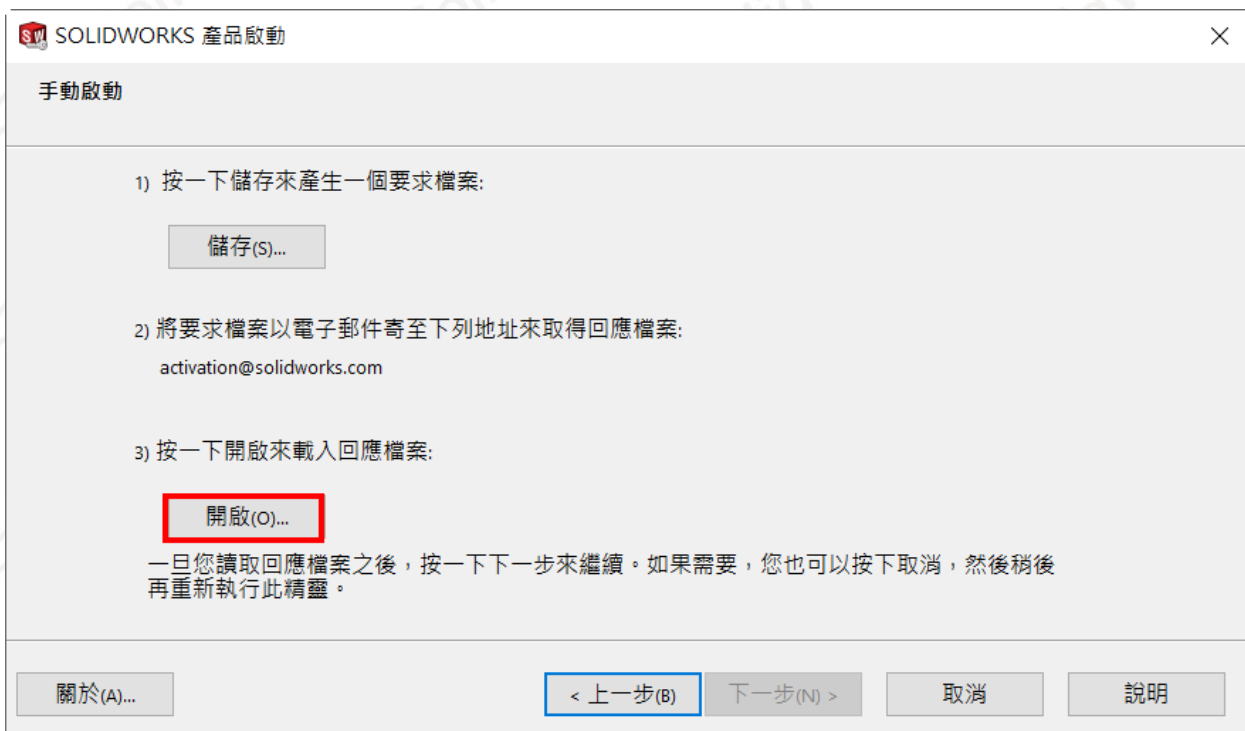 SOLIDWORKS 產品啟動
手動啟動
1) 按一下儲存來產生一個要求檔案:
儲存(S)...
2) 將要求檔案以電子郵件寄至下列地址來取得回應檔案:
activation@solidworks.com
3) 按一下開啟來載入回應檔案:
開啟(O)...
一旦您讀取回應檔案之後，按一下下一步來繼續。如果需要，您也可以按下取消，然後稍後
再重新執行此精靈。
關於(A)...
< 上一步(B)
下一步(N) >
取消
說明